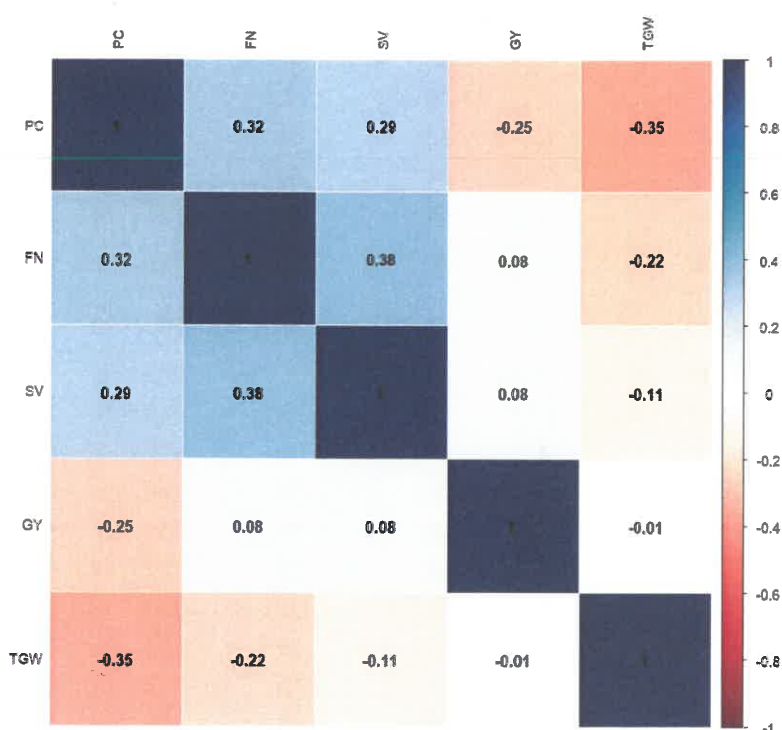 PC FN SV GY TGW
1
PC 1 0.32 0.29 -0.25 -0.35
0.8
0.6
FN 0.32 1 0.38 0.08 -0.22
0.4
0.2
SV 0.29 0.38 1 0.08 -0.11
0
-0.2
GY -0.25 0.08 0.08 1 -0.01
-0.4
-0.6
TGW -0.35 -0.22 -0.11 -0.01 1
-0.8
-1